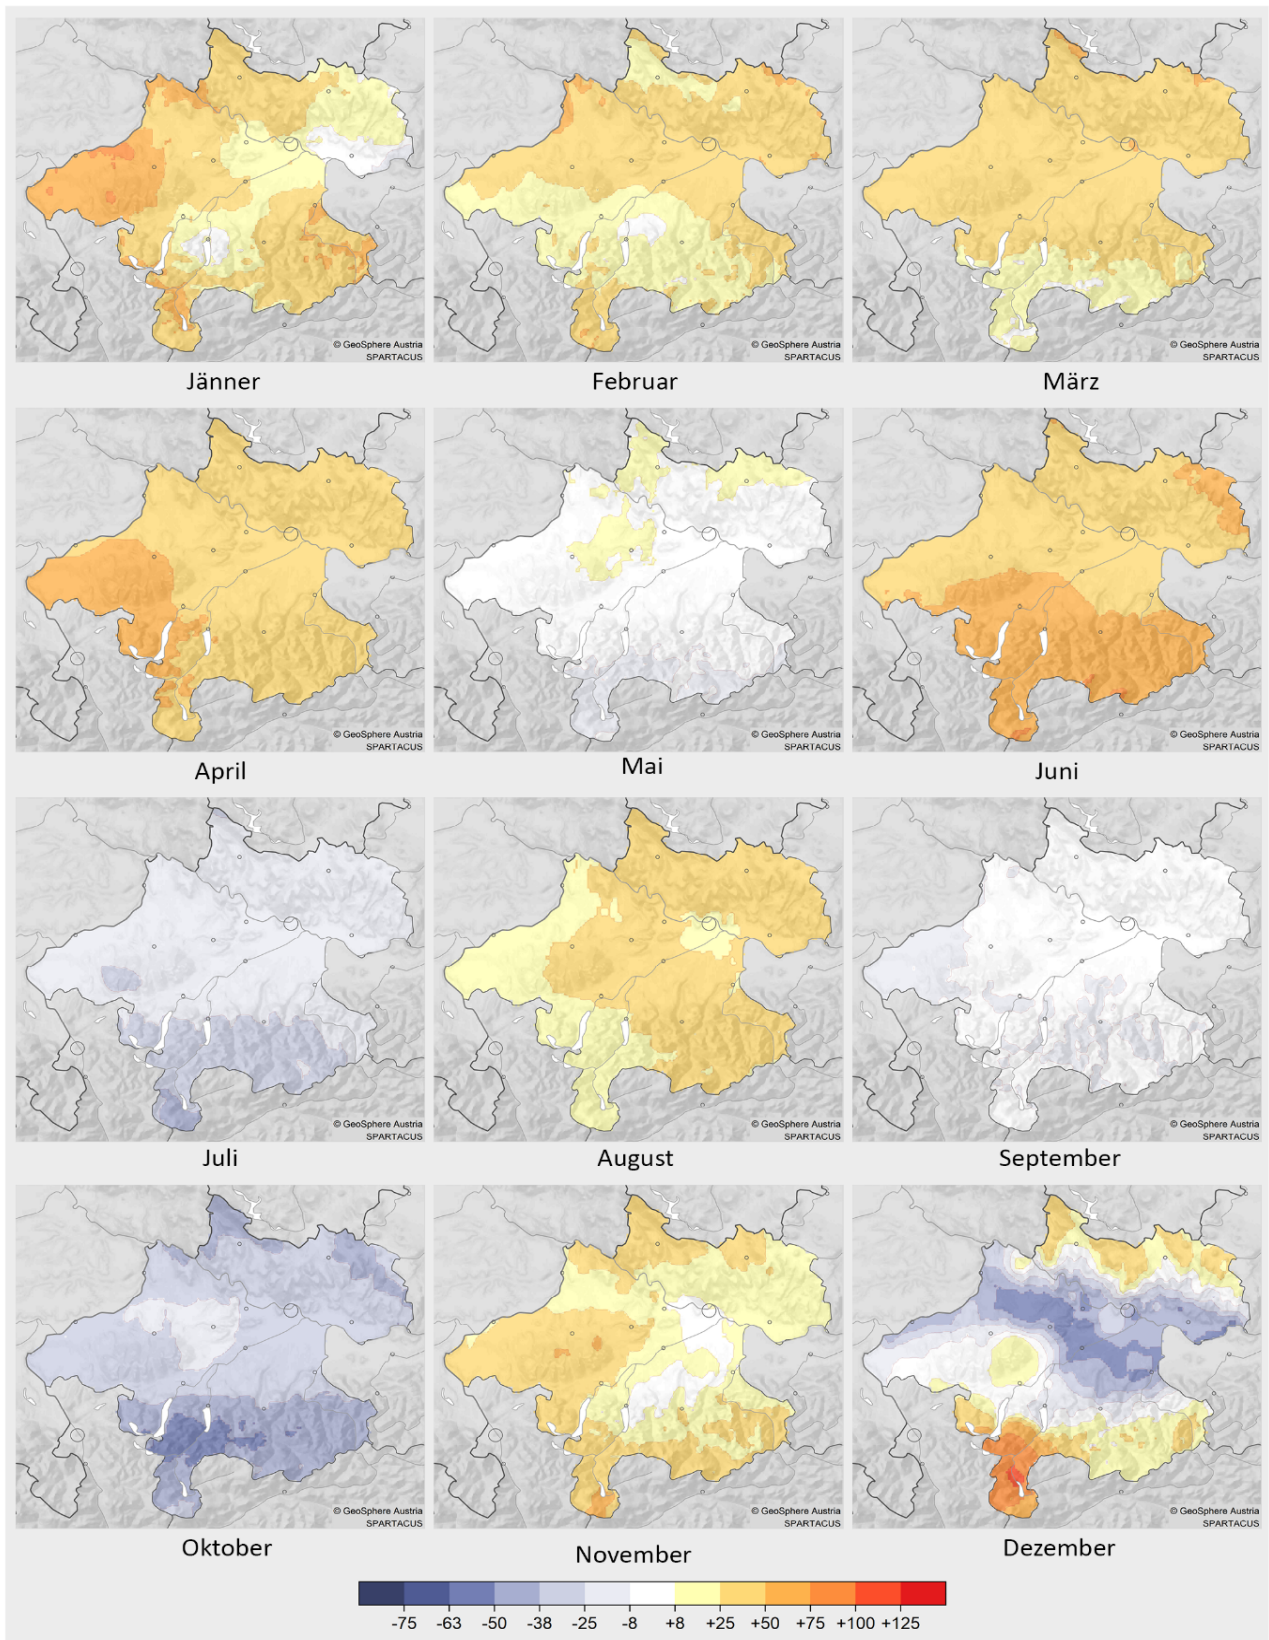 © GeoSphere Austria
SPARTACUS
© GeoSphere Austria
SPARTACUS
© GeoSphere Austria
SPARTACUS
Jänner
Februar
März
© GeoSphere Austria
SPARTACUS
© GeoSphere Austria
SPARTACUS
© GeoSphere Austria
SPARTACUS
April
Mai
Juni
© GeoSphere Austria
SPARTACUS
© GeoSphere Austria
SPARTACUS
© GeoSphere Austria
SPARTACUS
Juli
August
September
© GeoSphere Austria
SPARTACUS
© GeoSphere Austria
SPARTACUS
© GeoSphere Austria
SPARTACUS
Oktober
November
Dezember
-75 -63 -50 -38 -25 -8 +8 +25 +50 +75 +100 +125